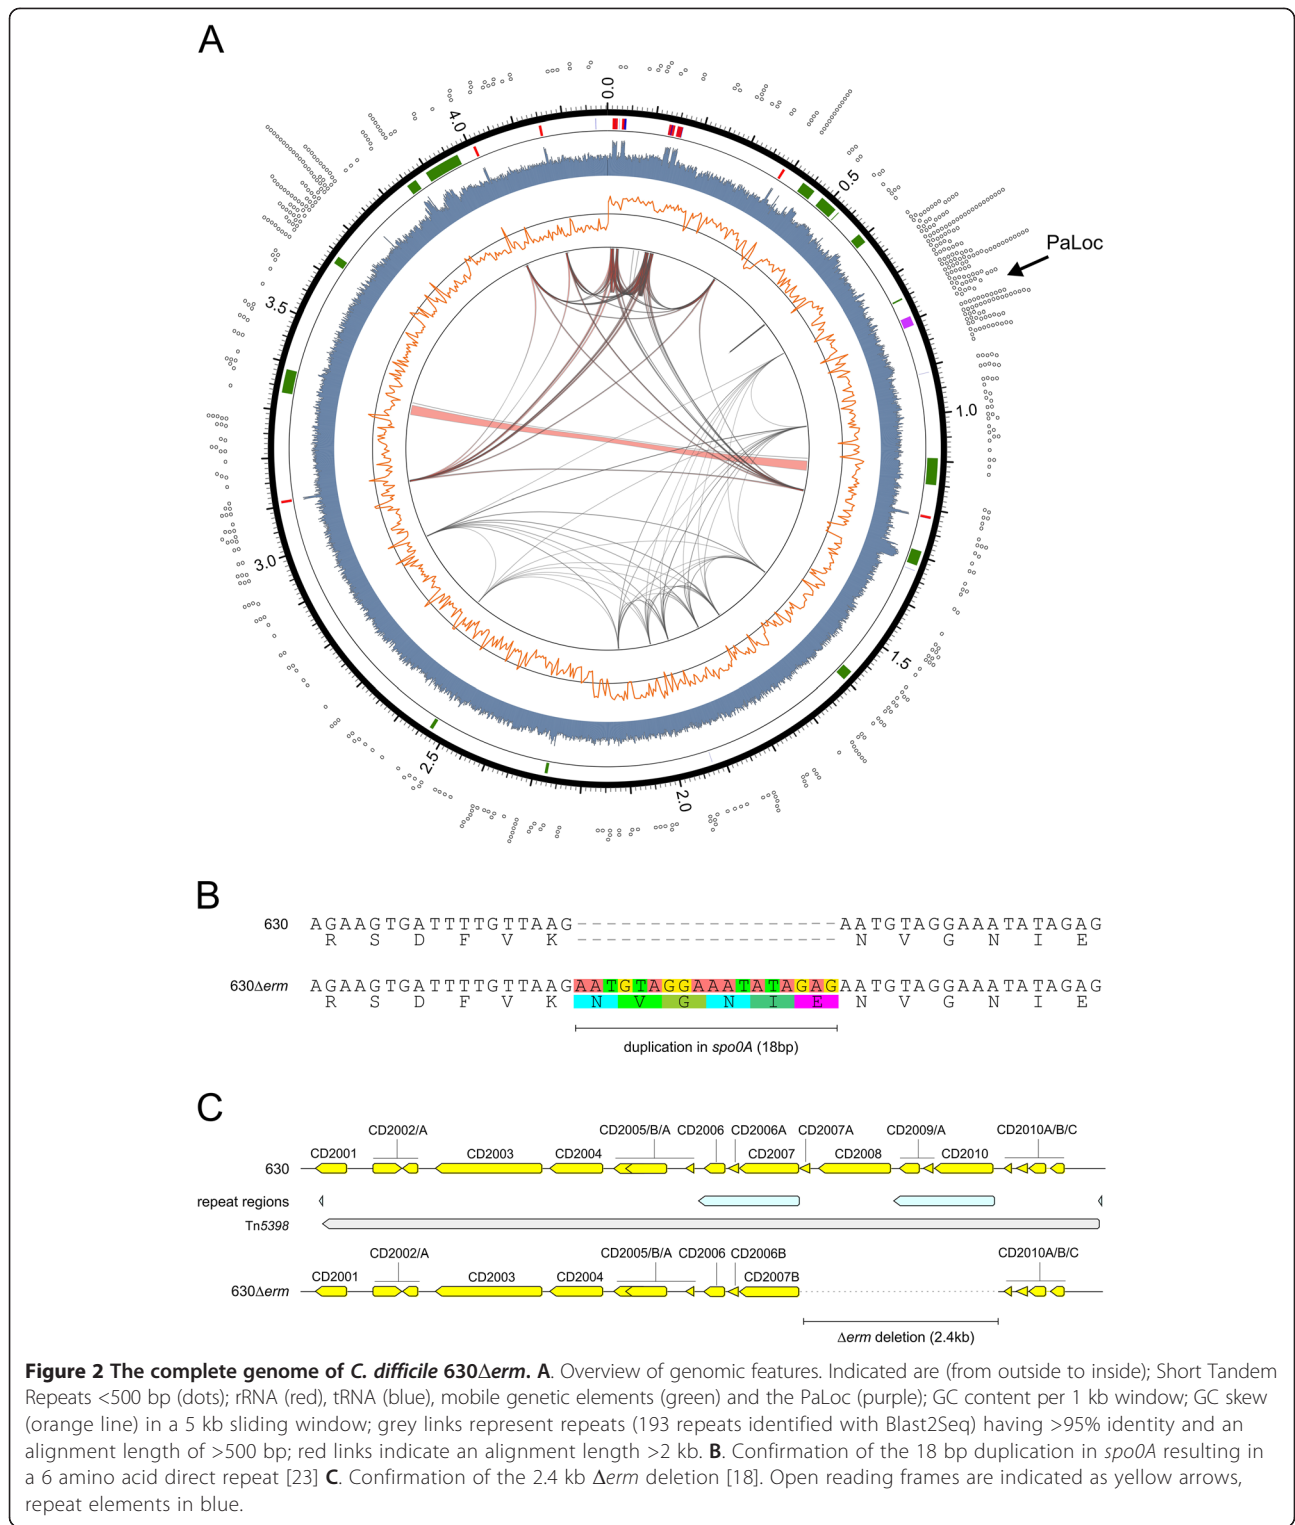 A
0.0
0.5
PaLoc
1.0
1.5
2.0
2.5
3.0
3.5
4.0
B
630 AGAAGTGATTTTGTTAAG------------------AATGTAGGAAATATAGAG
R S D F V K ------------------ N V G N I E
630Δerm AGAAGTGATTTTGTTAAGAATGTAGGAAATATAGAGAATGTAGGAAATATAGAG
R S D F V K N V G N I E N V G N I E
duplication in spo0A (18bp)
C
CD2002/A CD2005/B/A CD2006 CD2006A CD2007A CD2009/A CD2010A/B/C
CD2001 CD2003 CD2004 CD2007 CD2008 CD2010
630
repeat regions
Tn5398
CD2002/A CD2005/B/A CD2006 CD2006B CD2010A/B/C
CD2001 CD2003 CD2004 CD2007B
630Δerm
Δerm deletion (2.4kb)
Figure 2 The complete genome of C. difficile 630Δerm. A. Overview of genomic features. Indicated are (from outside to inside); Short Tandem
Repeats <500 bp (dots); rRNA (red), tRNA (blue), mobile genetic elements (green) and the PaLoc (purple); GC content per 1 kb window; GC skew
(orange line) in a 5 kb sliding window; grey links represent repeats (193 repeats identified with Blast2Seq) having >95% identity and an
alignment length of >500 bp; red links indicate an alignment length >2 kb. B. Confirmation of the 18 bp duplication in spo0A resulting in
a 6 amino acid direct repeat [23] C. Confirmation of the 2.4 kb Δerm deletion [18]. Open reading frames are indicated as yellow arrows,
repeat elements in blue.